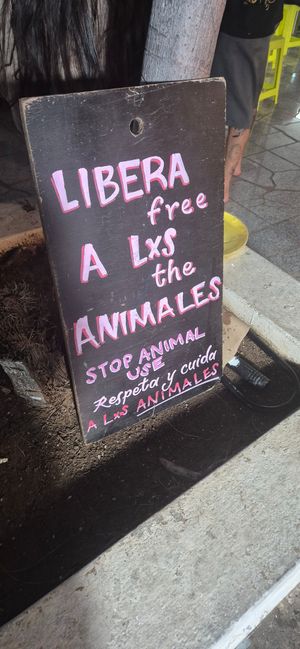 LIBERA
free
A LxS
the
ANIMALES
STOP ANIMAL
USE
Respeta y cuida
A LxS ANIMALES